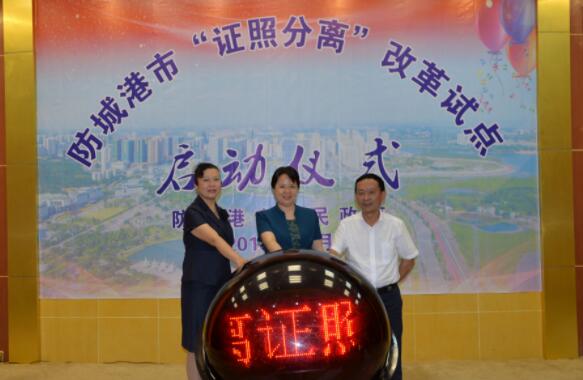 防城港市“证照分离”改革试点
启动仪式
防 港 民政
201 月
证照